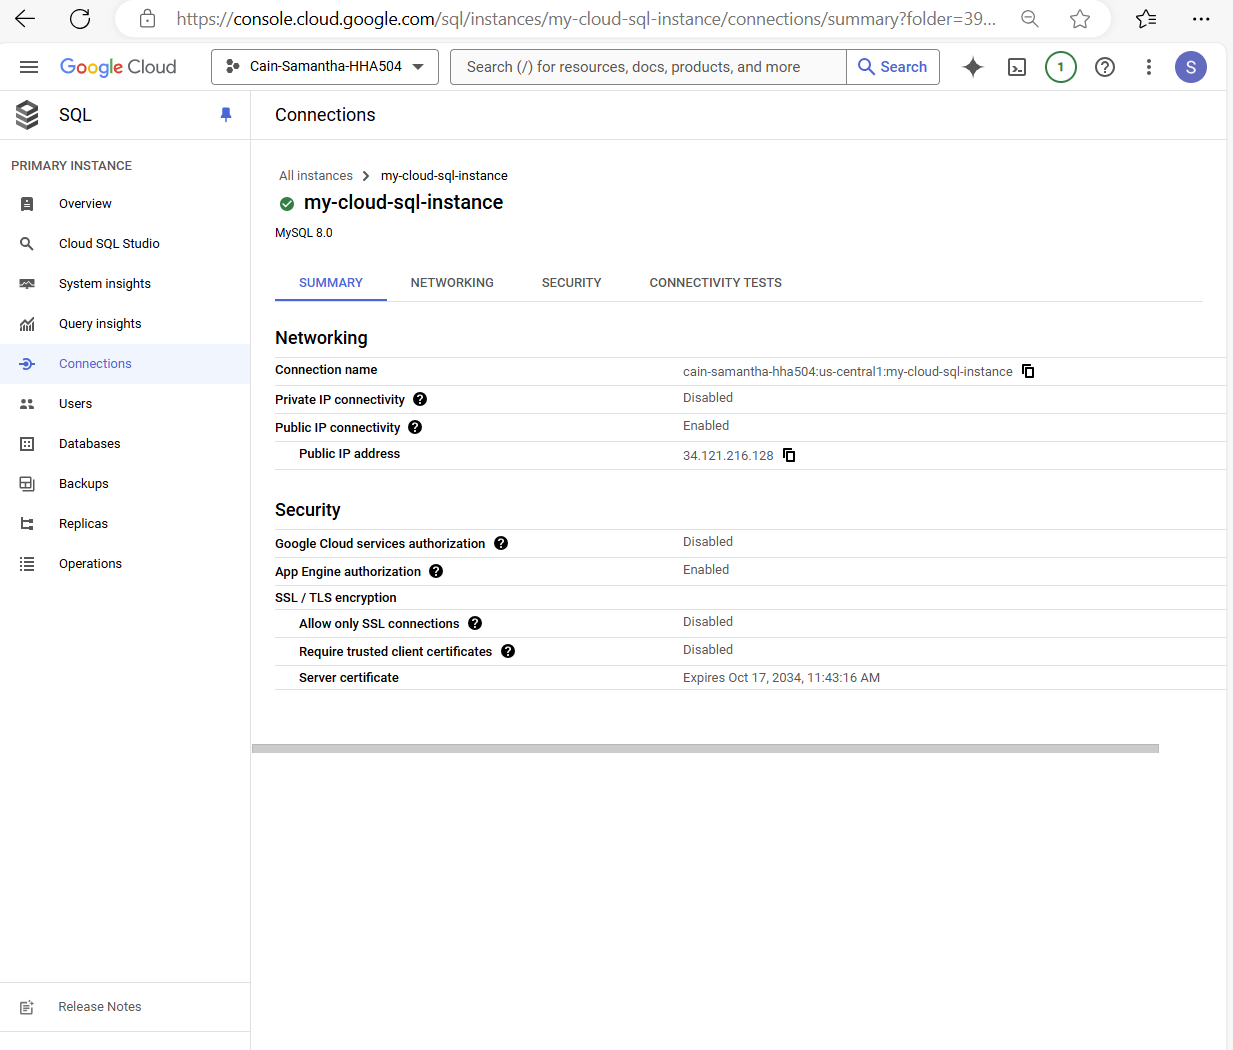 https://console.cloud.google.com/sql/instances/my-cloud-sql-instance/connections/summary?folder=39...
Google Cloud
Cain-Samantha-HHA504
Search (/) for resources, docs, products, and more
Search
1
S
SQL
Connections
PRIMARY INSTANCE
Overview
Cloud SQL Studio
System insights
Query insights
Connections
Users
Databases
Backups
Replicas
Operations
Release Notes
All instances
my-cloud-sql-instance
my-cloud-sql-instance
MySQL 8.0
SUMMARY NETWORKING SECURITY CONNECTIVITY TESTS
Networking
Connection name cain-samantha-hha504:us-central1:my-cloud-sql-instance
Private IP connectivity Disabled
Public IP connectivity Enabled
Public IP address 34.121.216.128
Security
Google Cloud services authorization Disabled
App Engine authorization Enabled
SSL / TLS encryption
Allow only SSL connections Disabled
Require trusted client certificates Disabled
Server certificate Expires Oct 17, 2034, 11:43:16 AM